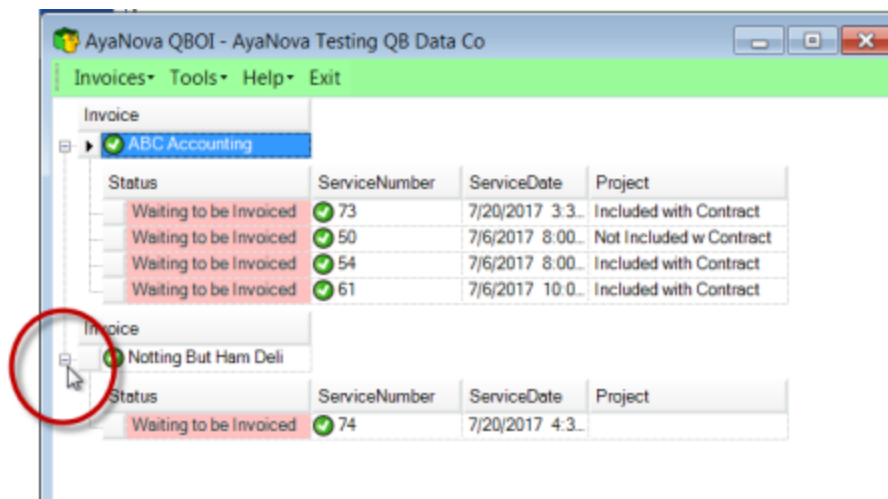 AyaNova QBOI - AyaNova Testing QB Data Co
Invoices Tools Help Exit
Invoice
ABC Accounting
Status ServiceNumber ServiceDate Project
Waiting to be Invoiced 73 7/20/2017 3:3... Included with Contract
Waiting to be Invoiced 50 7/6/2017 8:00... Not Included w Contract
Waiting to be Invoiced 54 7/6/2017 8:00... Included with Contract
Waiting to be Invoiced 61 7/6/2017 10:0... Included with Contract
Invoice
Notting But Ham Deli
Status ServiceNumber ServiceDate Project
Waiting to be Invoiced 74 7/20/2017 4:3...